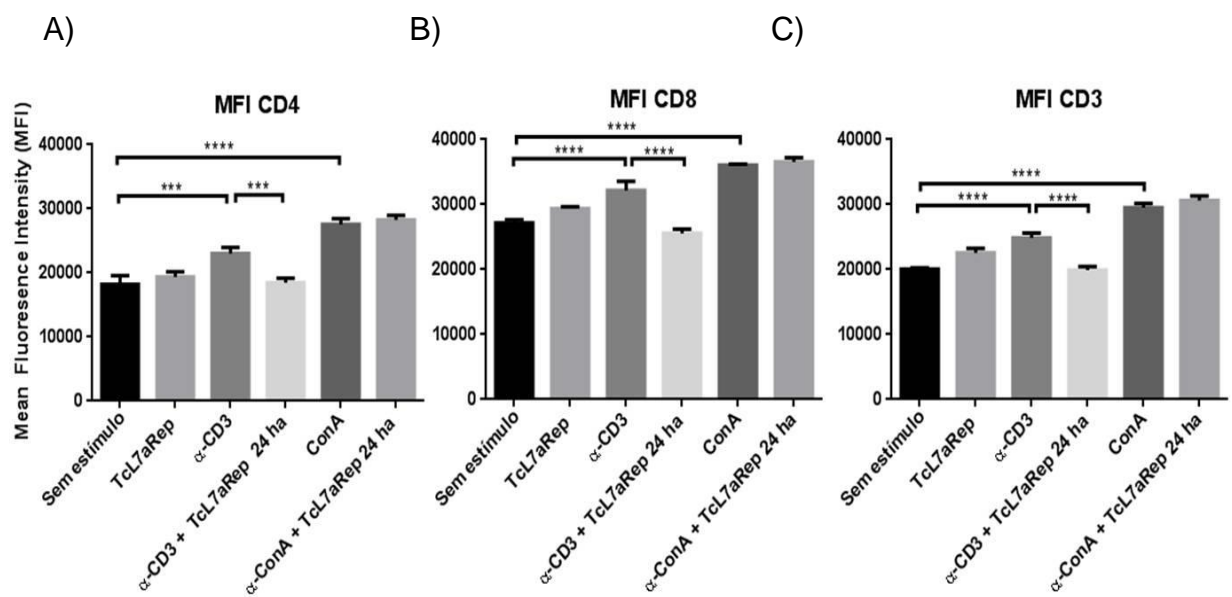 A)
B)
C)
MFI CD4
Mean Fluoresence Intensity (MFI)
40000
30000
20000
10000
0
****
***
***
Sem estimulo
TcL7aRep
α-CD3
α-CD3 + TcL7aRep 24 ha
ConA
α-ConA + TcL7aRep 24 ha
MFI CD8
40000
30000
20000
10000
0
****
****
****
Sem estimulo
TcL7aRep
α-CD3
α-CD3 + TcL7aRep 24 ha
ConA
α-ConA + TcL7aRep 24 ha
MFI CD3
40000
30000
20000
10000
0
****
****
****
Sem estimulo
TcL7aRep
α-CD3
α-CD3 + TcL7aRep 24 ha
ConA
α-ConA + TcL7aRep 24 ha